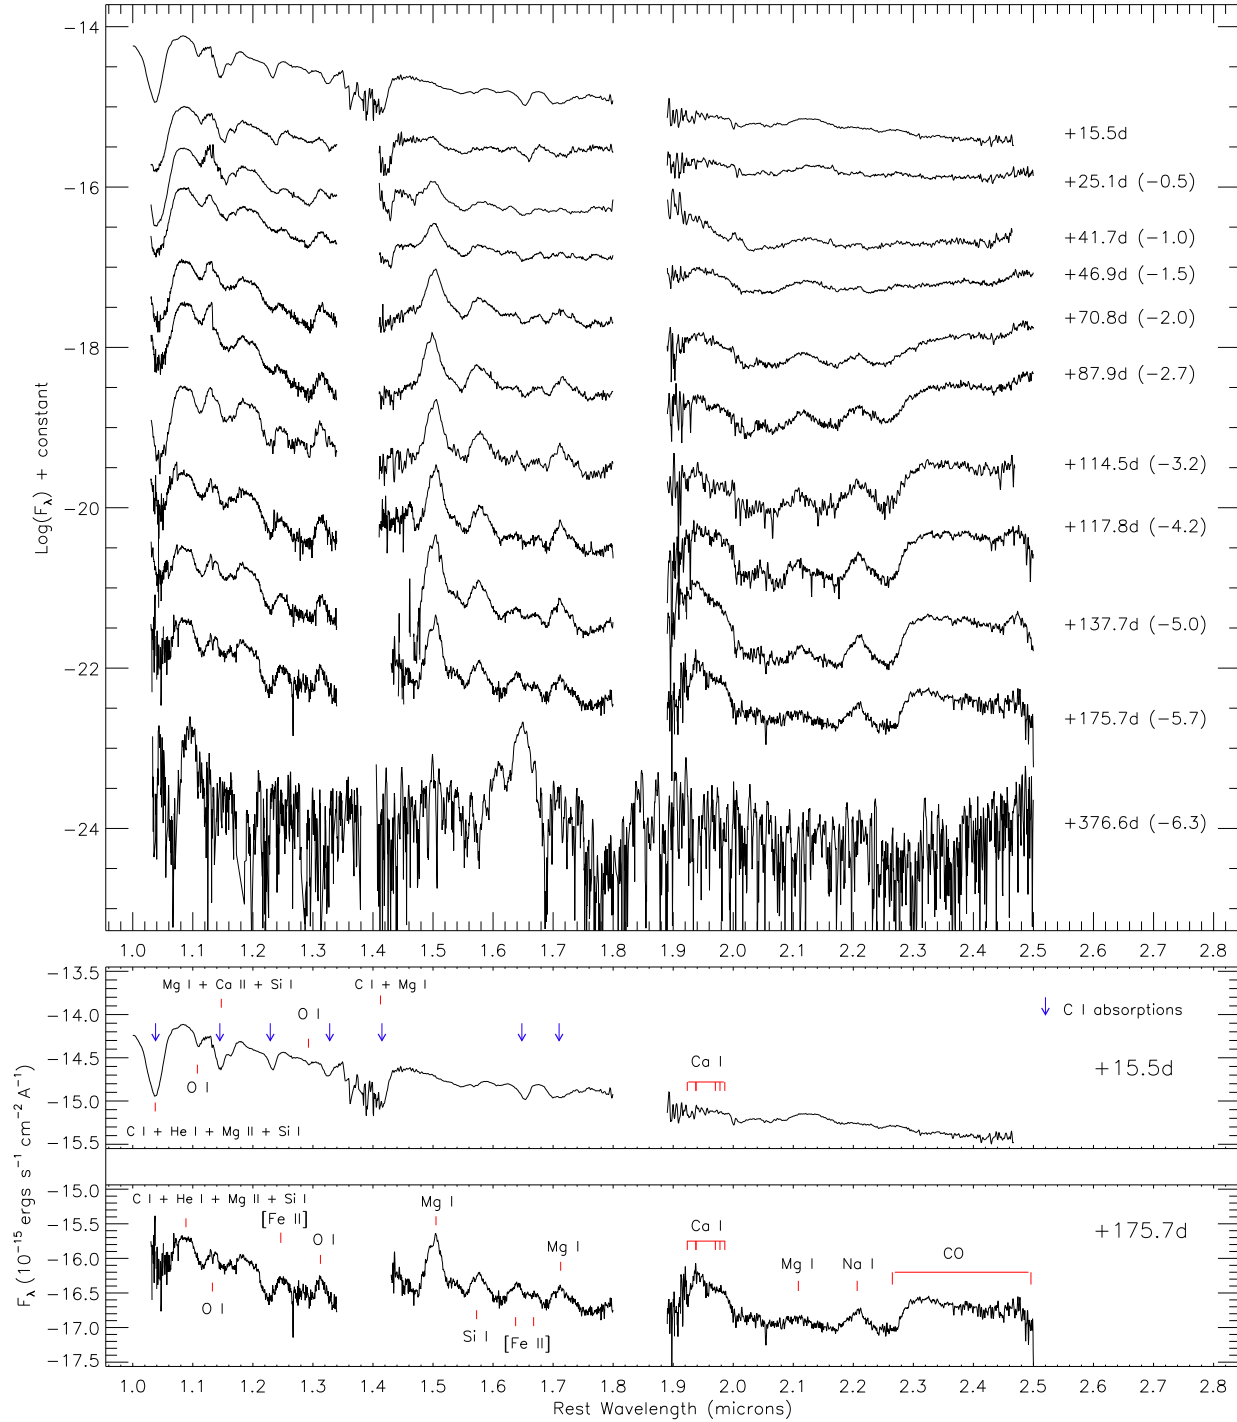 −14
−16
−18
−20
−22
−24
Log(Fλ) + constant
+15.5d
+25.1d (−0.5)
+41.7d (−1.0)
+46.9d (−1.5)
+70.8d (−2.0)
+87.9d (−2.7)
+114.5d (−3.2)
+117.8d (−4.2)
+137.7d (−5.0)
+175.7d (−5.7)
+376.6d (−6.3)
1.0 1.1 1.2 1.3 1.4 1.5 1.6 1.7 1.8 1.9 2.0 2.1 2.2 2.3 2.4 2.5 2.6 2.7 2.8
−13.5
−14.0
−14.5
−15.0
−15.5
Mg I + Ca II + Si I
C I + Mg I
O I
O I
C I + He I + Mg II + Si I
Ca I
C I absorptions
+15.5d
Fλ (10−15 ergs s−1 cm−2 A−1)
−15.0
−15.5
−16.0
−16.5
−17.0
−17.5
C I + He I + Mg II + Si I
[Fe II]
O I
O I
Mg I
Si I
[Fe II]
Mg I
Ca I
Mg I
Na I
CO
+175.7d
1.0 1.1 1.2 1.3 1.4 1.5 1.6 1.7 1.8 1.9 2.0 2.1 2.2 2.3 2.4 2.5 2.6 2.7 2.8
Rest Wavelength (microns)